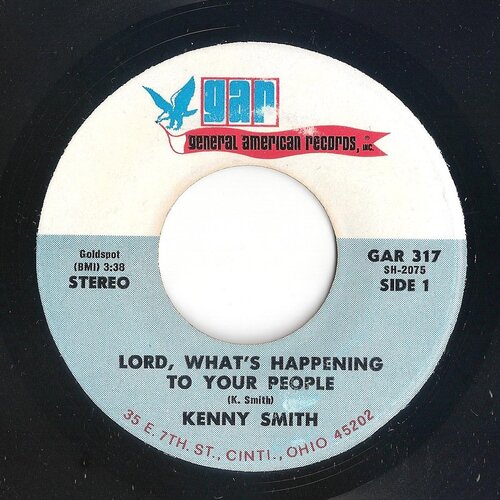 gar
general american records, inc.
Goldspot
(BMI) 3:38
STEREO
GAR 317
SH-2075
SIDE 1
LORD, WHAT'S HAPPENING
TO YOUR PEOPLE
(K. Smith)
KENNY SMITH
35 E. 7TH. ST., CINTI., OHIO 45202